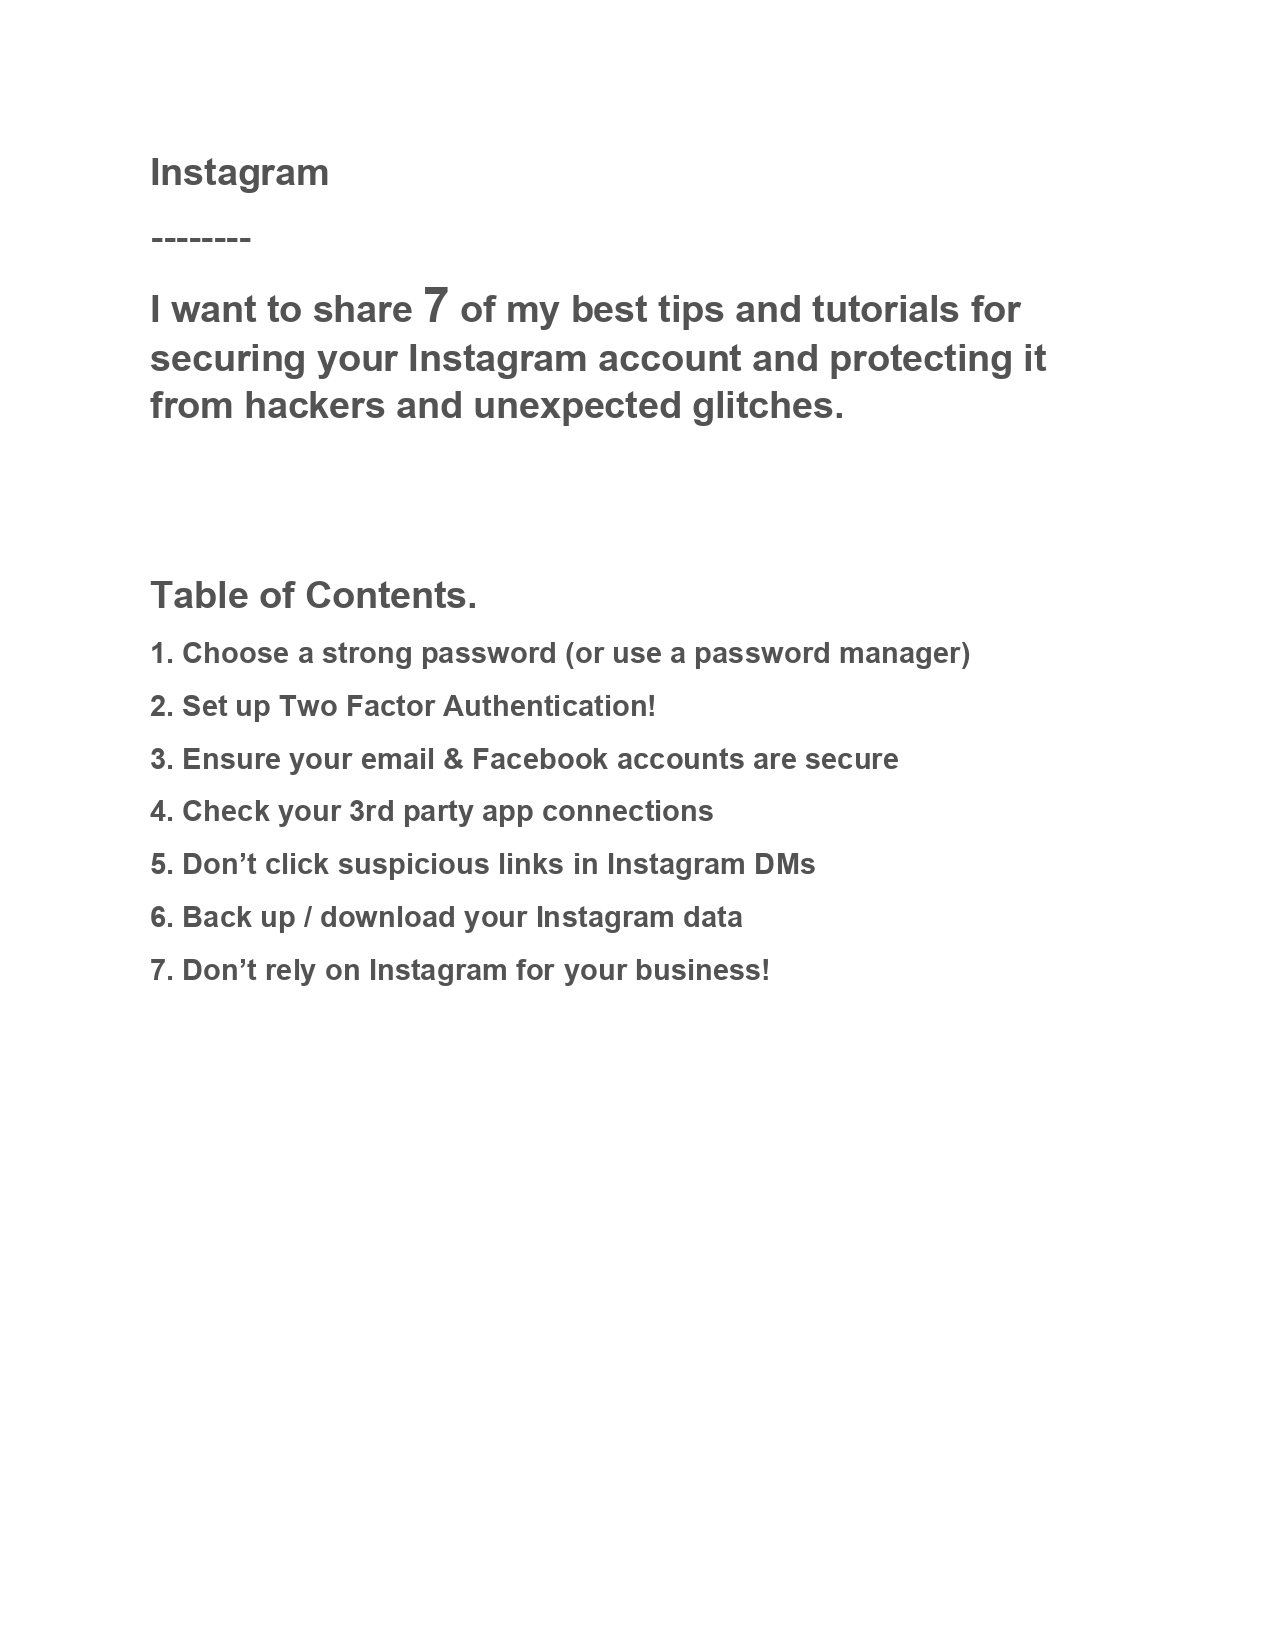 Instagram
--------
I want to share 7 of my best tips and tutorials for
securing your Instagram account and protecting it
from hackers and unexpected glitches.
Table of Contents.
1. Choose a strong password (or use a password manager)
2. Set up Two Factor Authentication!
3. Ensure your email & Facebook accounts are secure
4. Check your 3rd party app connections
5. Don’t click suspicious links in Instagram DMs
6. Back up / download your Instagram data
7. Don’t rely on Instagram for your business!